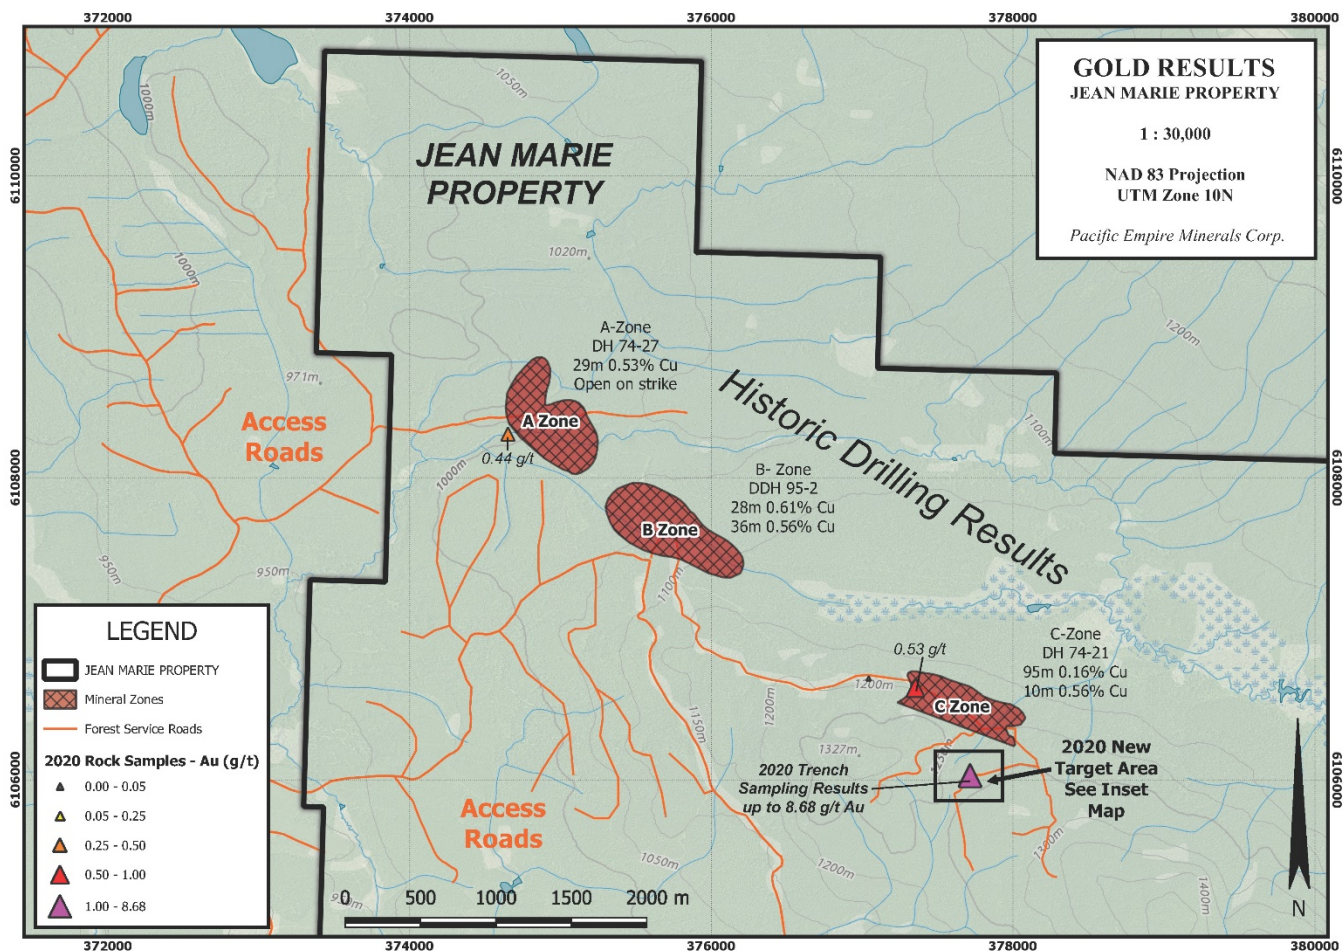 372000
374000
376000
378000
380000
GOLD RESULTS
JEAN MARIE PROPERTY
1 : 30,000
NAD 83 Projection
UTM Zone 10N
Pacific Empire Minerals Corp.
6110000
6110000
1000m
1050m
JEAN MARIE
PROPERTY
1020m
1000m
1200m
A-Zone
DH 74-27
29m 0.53% Cu
Open on strike
971m
Access
Roads
A Zone
0.44 g/t
Historic Drilling Results
1100m
6108000
6108000
1000m
B- Zone
DDH 95-2
28m 0.61% Cu
36m 0.56% Cu
B Zone
950m
950m
1100m
LEGEND
JEAN MARIE PROPERTY
Mineral Zones
Forest Service Roads
2020 Rock Samples - Au (g/t)
0.00 - 0.05
0.05 - 0.25
0.25 - 0.50
0.50 - 1.00
1.00 - 8.68
C-Zone
DH 74-21
95m 0.16% Cu
10m 0.56% Cu
0.53 g/t
1200m
C Zone
1200m
1150m
1327m
1250m
2020 New
Target Area
See Inset
Map
2020 Trench
Sampling Results
up to 8.68 g/t Au
6106000
6106000
Access
Roads
1050m
1200m
1300m
1400m
0 500 1000 1500 2000 m
N
372000
374000
376000
378000
380000